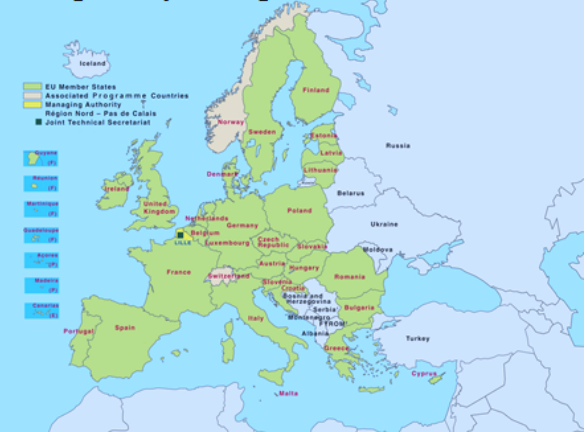 Iceland
EU Member States
Associated Programme Countries
Managing Authority
Région Nord – Pas de Calais
Joint Technical Secretariat
Norway
Finland
Sweden
Estonia
Russia
Latvia
Denmark
Lithuania
Guyane
(F)
Réunion
(F)
Martinique
(F)
Guadeloupe
(F)
Açores
(P)
Madeira
(P)
Canarias
(E)
Ireland
United
Kingdom
Belarus
Netherlands
Poland
Belgium
Germany
Ukraine
LILLE
Luxembourg
Czech
Republic
Slovakia
Moldova
France
Switzerland
Austria
Hungary
Romania
Slovenia
Croatia
Bosnia and
Herzegovina
Serbia
Bulgaria
Montenegro
FYROM
Albania
Portugal
Spain
Italy
Greece
Turkey
Cyprus
Malta